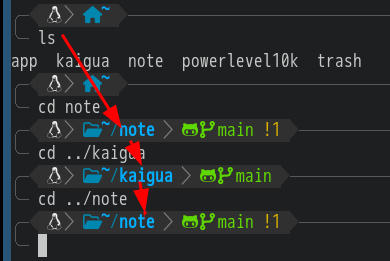 ~
ls
app kaigua note powerlevel10k trash
~
cd note
~/note main !1
cd ../kaigua
~/kaigua main
cd ../note
~/note main !1